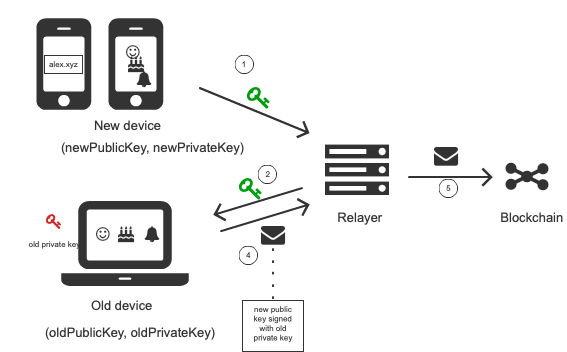 alex.xyz
1
New device
(newPublicKey, newPrivateKey)
2
5
Relayer
Blockchain
old private key
4
Old device
(oldPublicKey, oldPrivateKey)
new public
key signed
with old
private key